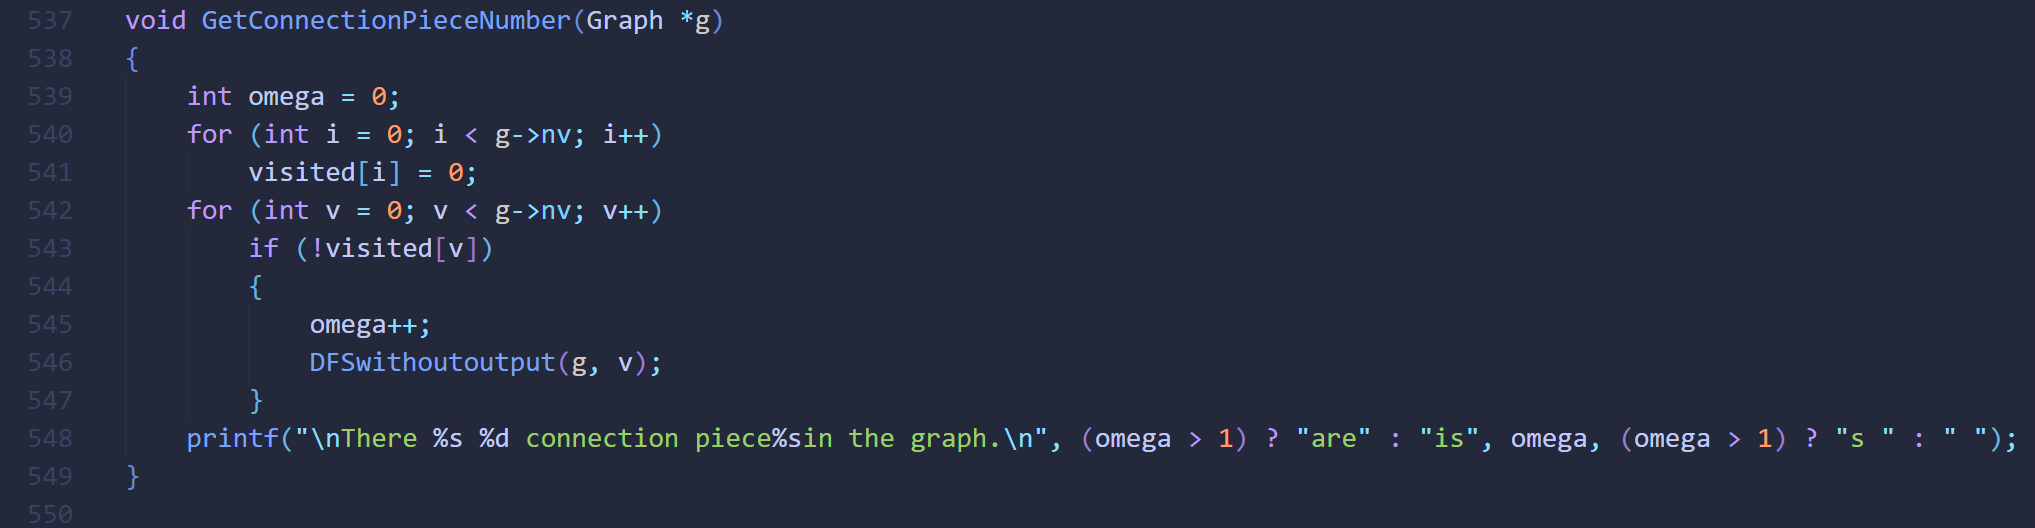 537 void GetConnectionPieceNumber(Graph *g)
538 {
539     int omega = 0;
540     for (int i = 0; i < g->nv; i++)
541         visited[i] = 0;
542     for (int v = 0; v < g->nv; v++)
543         if (!visited[v])
544         {
545             omega++;
546             DFSwithoutoutput(g, v);
547         }
548     printf("\nThere %s %d connection piece%sin the graph.\n", (omega > 1) ? "are" : "is", omega, (omega > 1) ? "s " : " ");
549 }
550